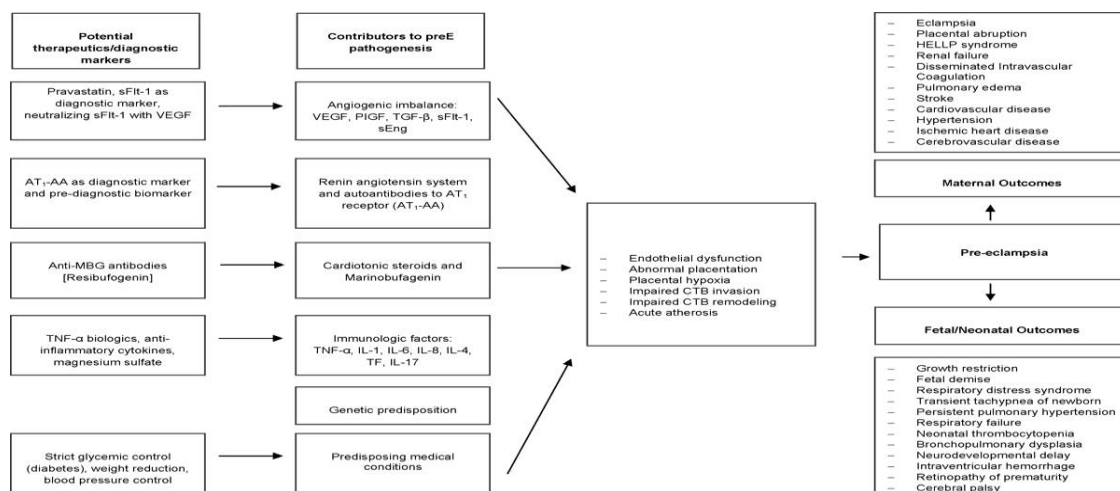 Potential
therapeutics/diagnostic
markers
Pravastatin, sFlt-1 as
diagnostic marker,
neutralizing sFlt-1 with VEGF
AT₁-AA as diagnostic marker
and pre-diagnostic biomarker
Anti-MBG antibodies
[Resibufogenin]
TNF-α biologics, anti-
inflammatory cytokines,
magnesium sulfate
Strict glycemic control
(diabetes), weight reduction,
blood pressure control
Contributors to preE
pathogenesis
Angiogenic imbalance:
VEGF, PlGF, TGF-β, sFlt-1,
sEng
Renin angiotensin system
and autoantibodies to AT₁
receptor (AT₁-AA)
Cardiotonic steroids and
Marinobufagenin
Immunologic factors:
TNF-α, IL-1, IL-6, IL-8, IL-4,
TF, IL-17
Genetic predisposition
Predisposing medical
conditions
– Endothelial dysfunction
– Abnormal placentation
– Placental hypoxia
– Impaired CTB invasion
– Impaired CTB remodeling
– Acute atherosis
– Eclampsia
– Placental abruption
– HELLP syndrome
– Renal failure
– Disseminated Intravascular
Coagulation
– Pulmonary edema
– Stroke
– Cardiovascular disease
– Hypertension
– Ischemic heart disease
– Cerebrovascular disease
Maternal Outcomes
Pre-eclampsia
Fetal/Neonatal Outcomes
– Growth restriction
– Fetal demise
– Respiratory distress syndrome
– Transient tachypnea of newborn
– Persistent pulmonary hypertension
– Respiratory failure
– Neonatal thrombocytopenia
– Bronchopulmonary dysplasia
– Neurodevelopmental delay
– Intraventricular hemorrhage
– Retinopathy of prematurity
– Cerebral palsy